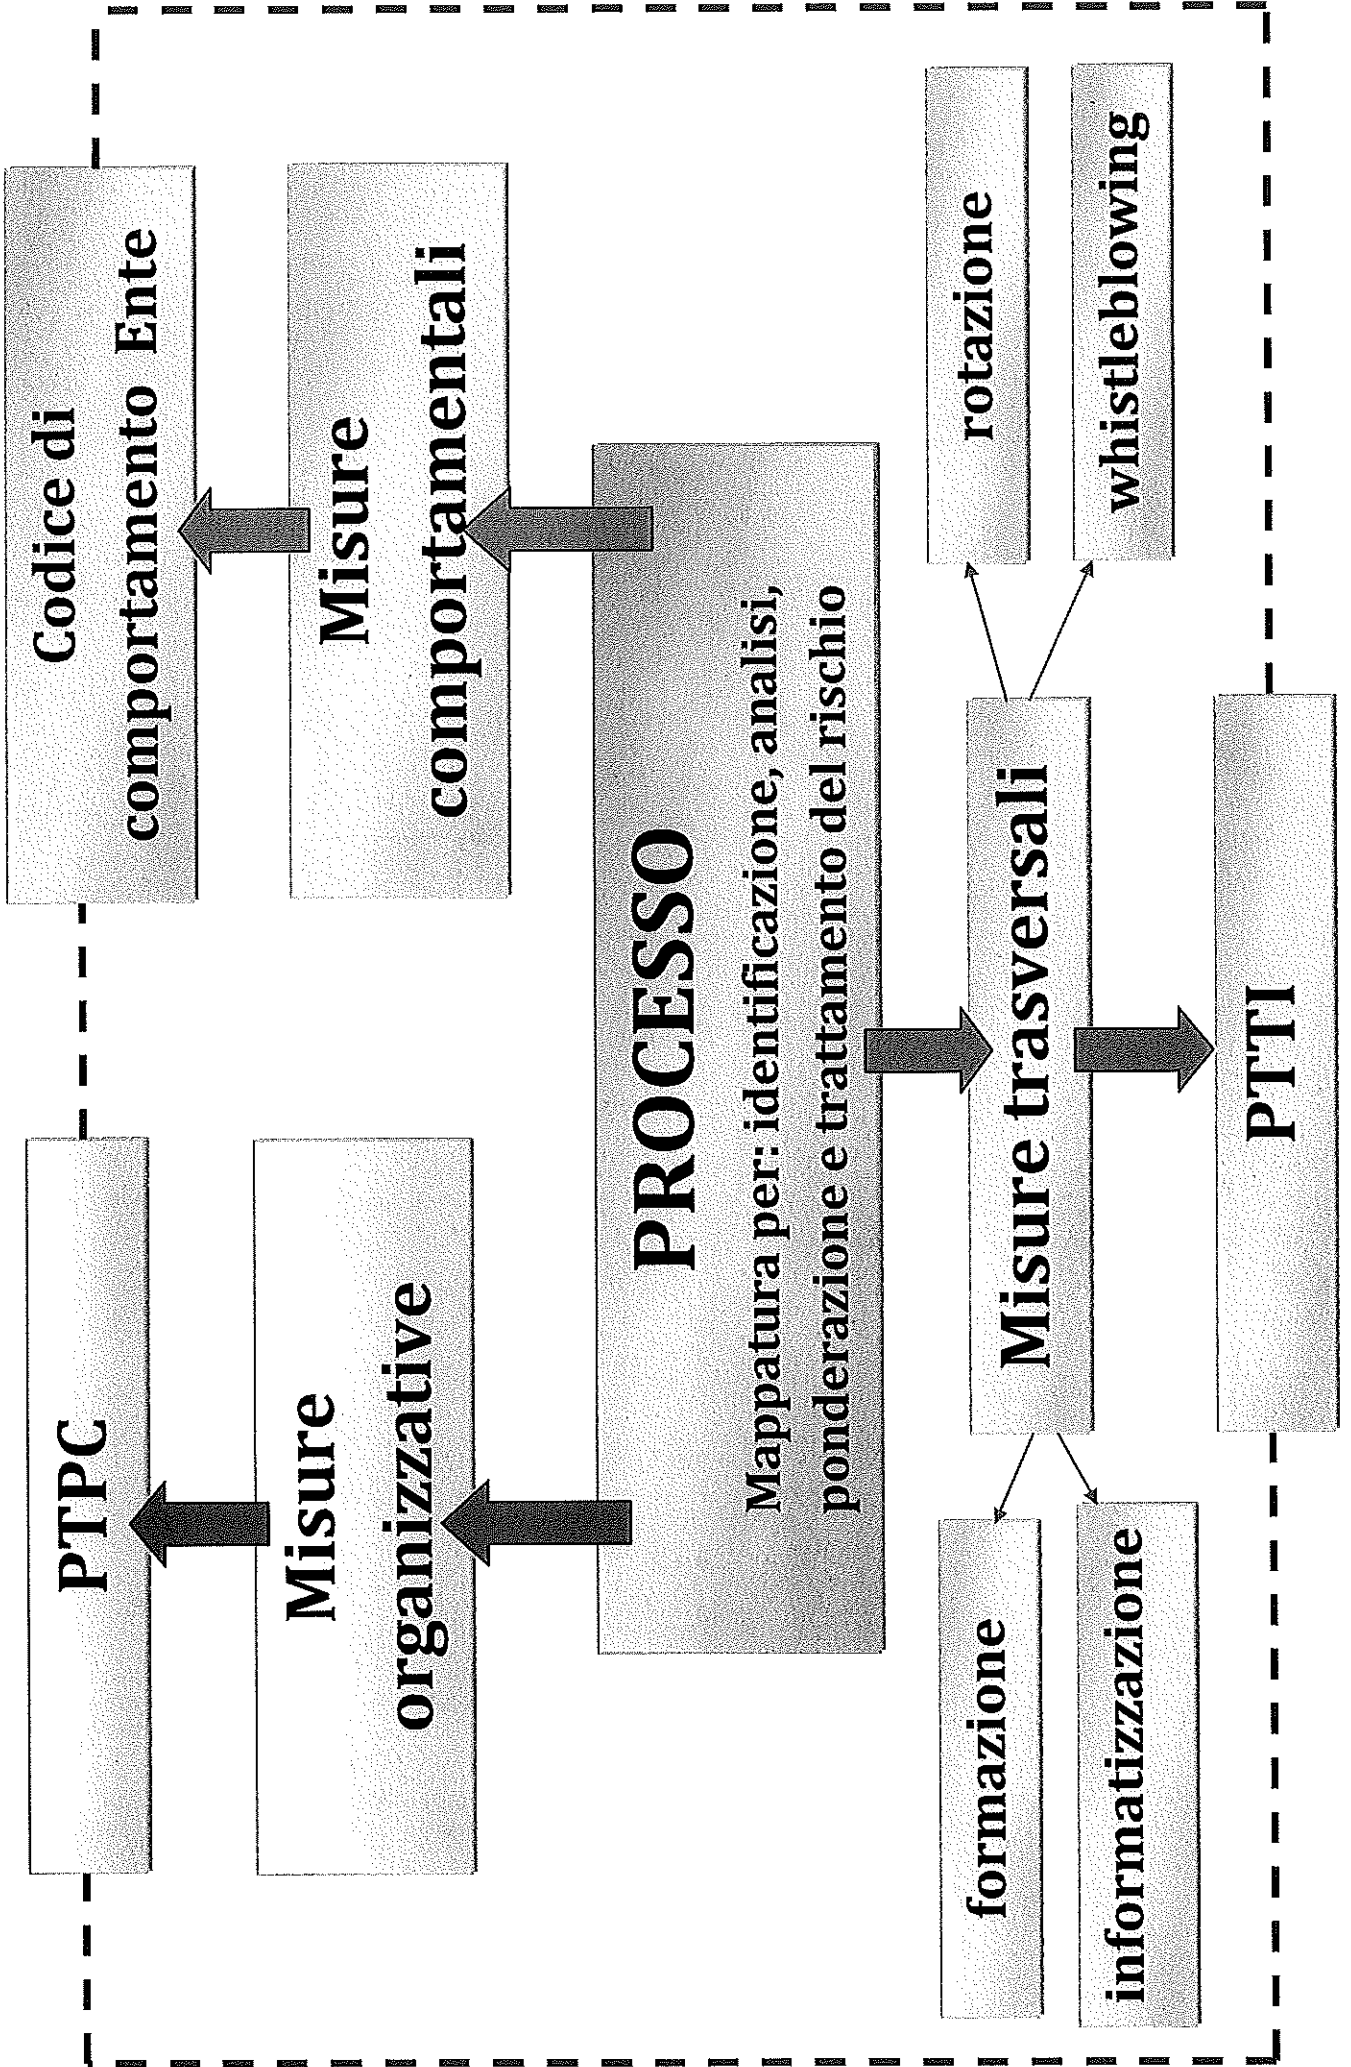 PTPC
Codice di
comportamento Ente
Misure
organizzative
Misure
comportamentali
PROCESSO
Mappatura per: identificazione, analisi,
ponderazione e trattamento del rischio
formazione
informatizzazione
Misure trasversali
rotazione
whistleblowing
PTTI